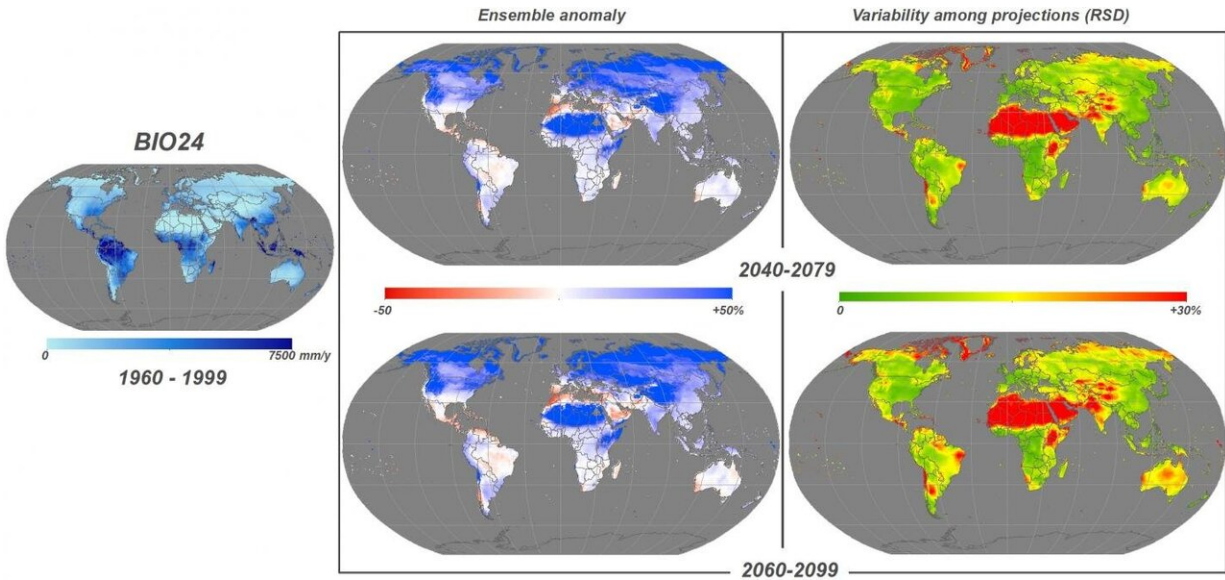 Ensemble anomaly
Variability among projections (RSD)
BIO24
0
7500 mm/y
1960 - 1999
2040-2079
-50
+50%
0
+30%
2060-2099